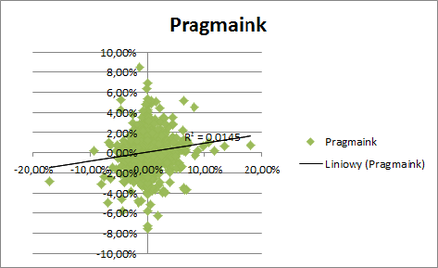 Pragmaink
10,00%
8,00%
6,00%
4,00%
2,00%
R² = 0,0145
0,00%
-20,00% -10,00% 0,00% 10,00% 20,00%
-2,00%
-4,00%
-6,00%
-8,00%
-10,00%
Pragmaink
Liniowy (Pragmaink)